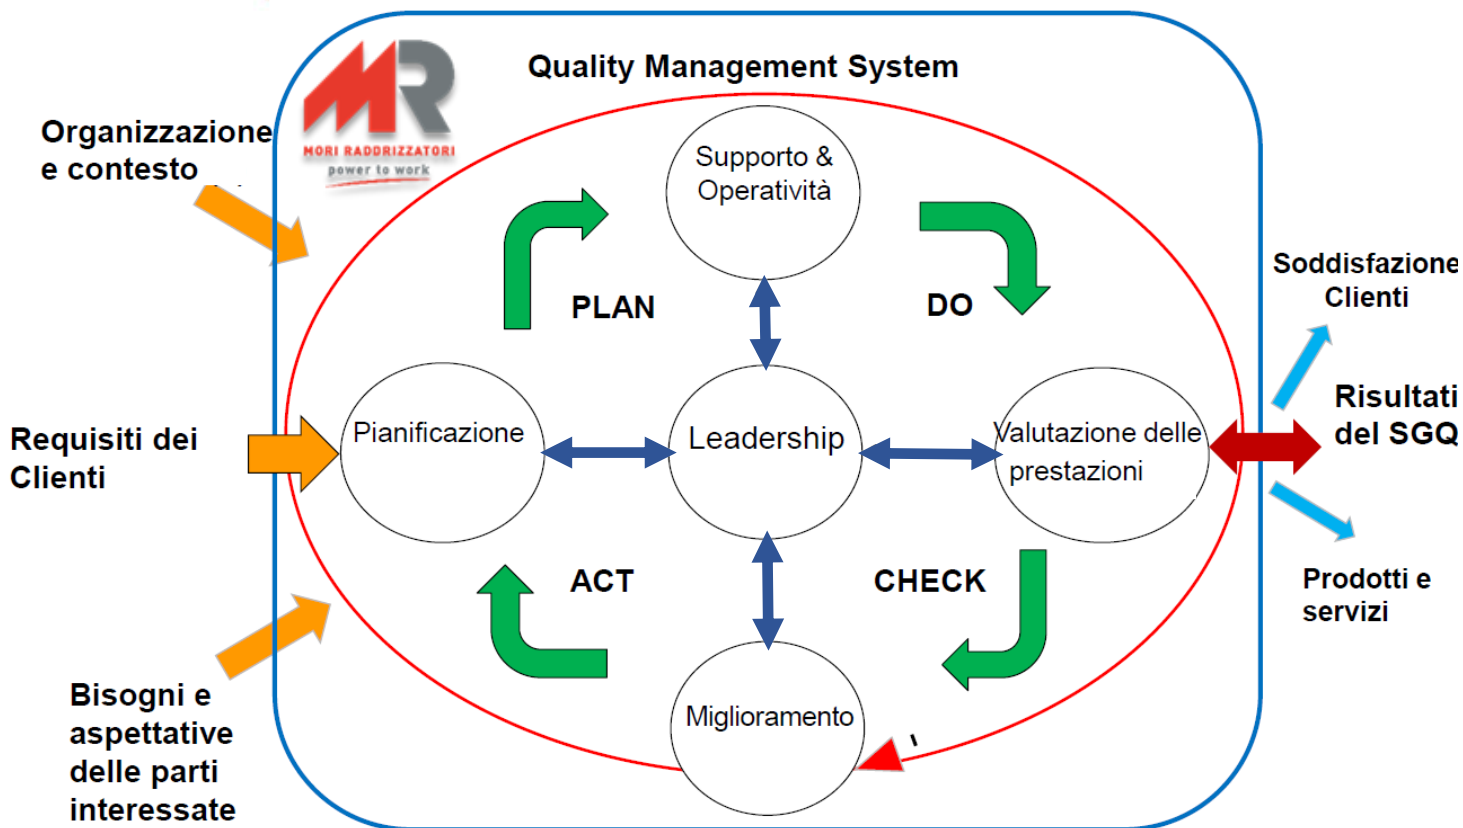 Quality Management System
MR
MORI RADDRIZZATORI
power to work
Organizzazione
e contesto
Supporto &
Operatività
PLAN
DO
Soddisfazione
Clienti
Requisiti dei
Clienti
Pianificazione
Leadership
Valutazione delle
prestazioni
Risultati
del SGQ
ACT
CHECK
Prodotti e
servizi
Bisogni e
aspettative
delle parti
interessate
Miglioramento